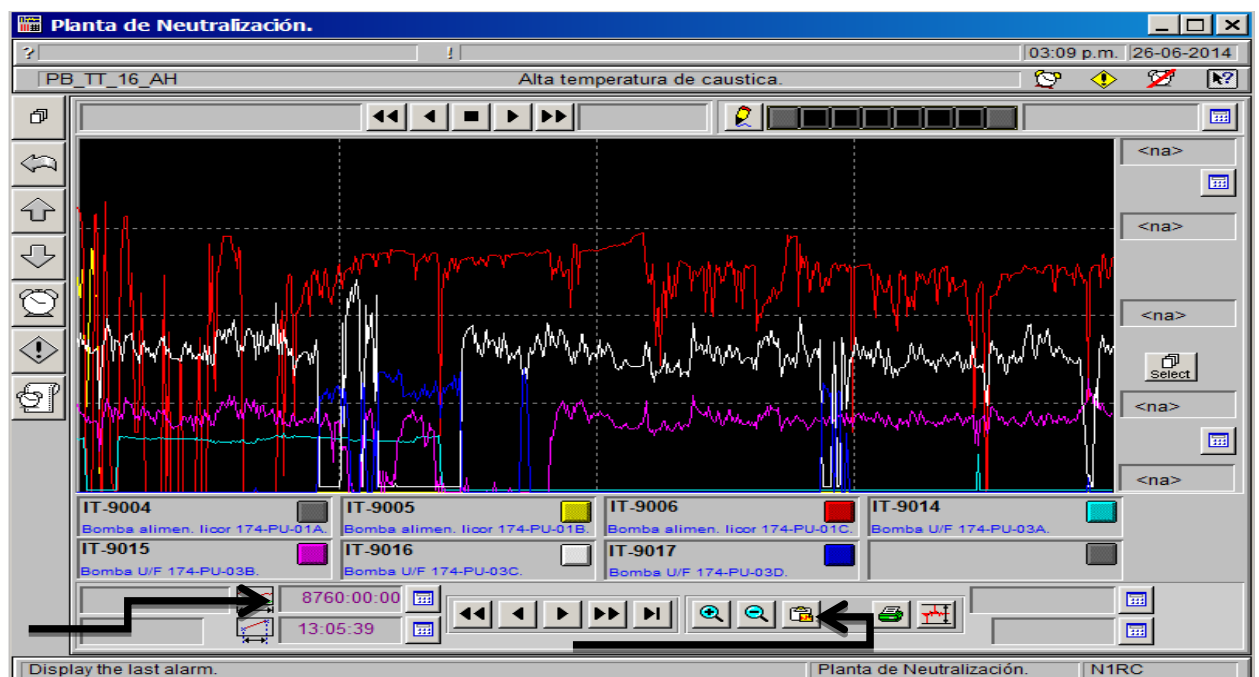 Planta de Neutralización.
? ! 03:09 p.m. 26-06-2014
PB_TT_16_AH Alta temperatura de caustica.
<na>
<na>
<na>
Select
<na>
<na>
IT-9004 IT-9005 IT-9006 IT-9014
Bomba alimen. licor 174-PU-01A. Bomba alimen. licor 174-PU-01B. Bomba alimen. licor 174-PU-01C. Bomba U/F 174-PU-03A.
IT-9015 IT-9016 IT-9017
Bomba U/F 174-PU-03B. Bomba U/F 174-PU-03C. Bomba U/F 174-PU-03D.
8760:00:00
13:05:39
Display the last alarm. Planta de Neutralización. N1RC